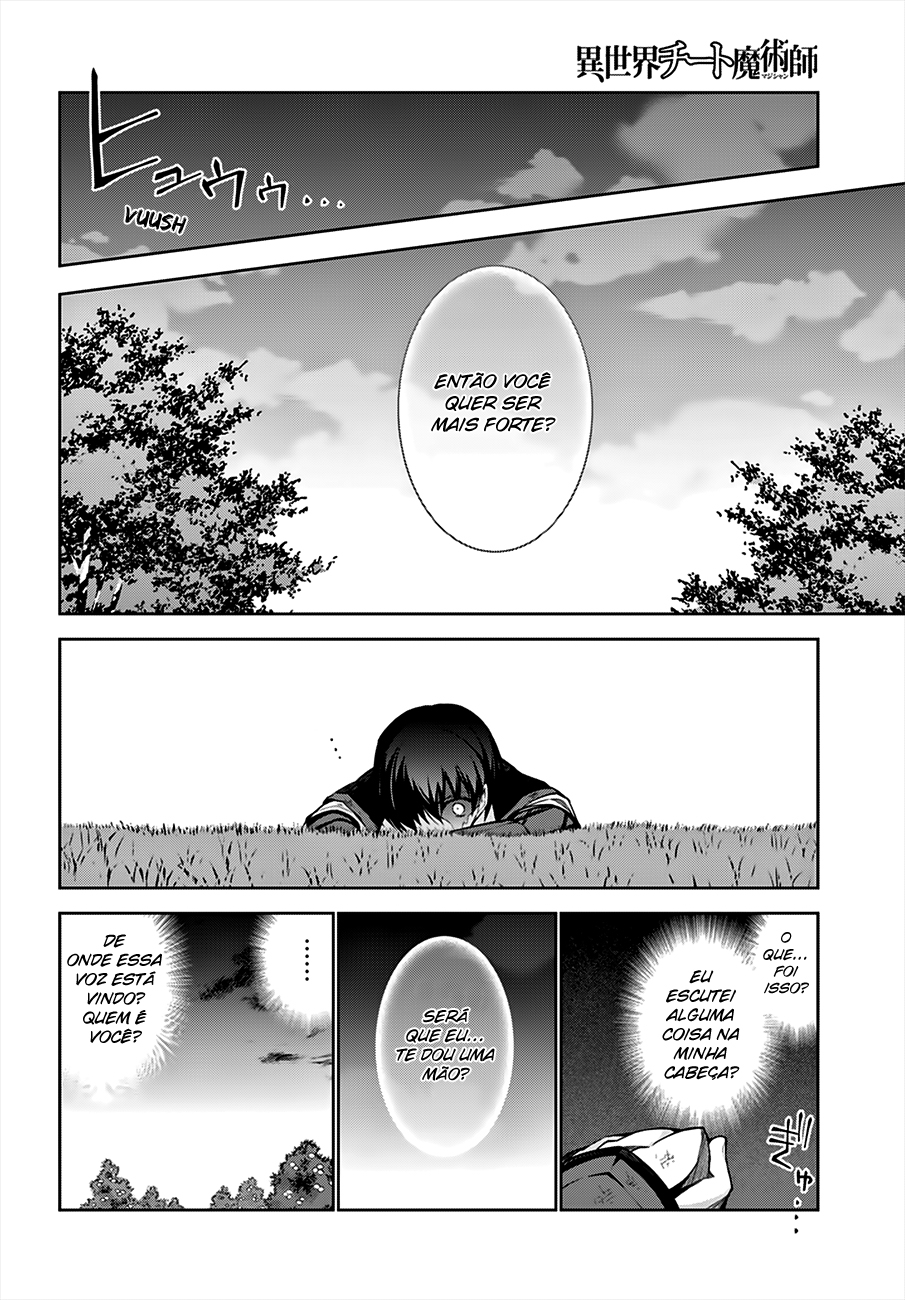 異世界チート魔術師
マジシャン
ヒュウゥ...
VUUSH
ENTÃO VOCÊ
QUER SER
MAIS FORTE?
...
O
QUE...
FOI
ISSO?
EU
ESCUTEI
ALGUMA
COISA NA
MINHA
CABEÇA?
ギュ...
SERÁ
QUE EU...
TE DOU UMA
MÃO?
......
DE
ONDE ESSA
VOZ ESTÁ
VINDO?
QUEM É
VOCÊ?